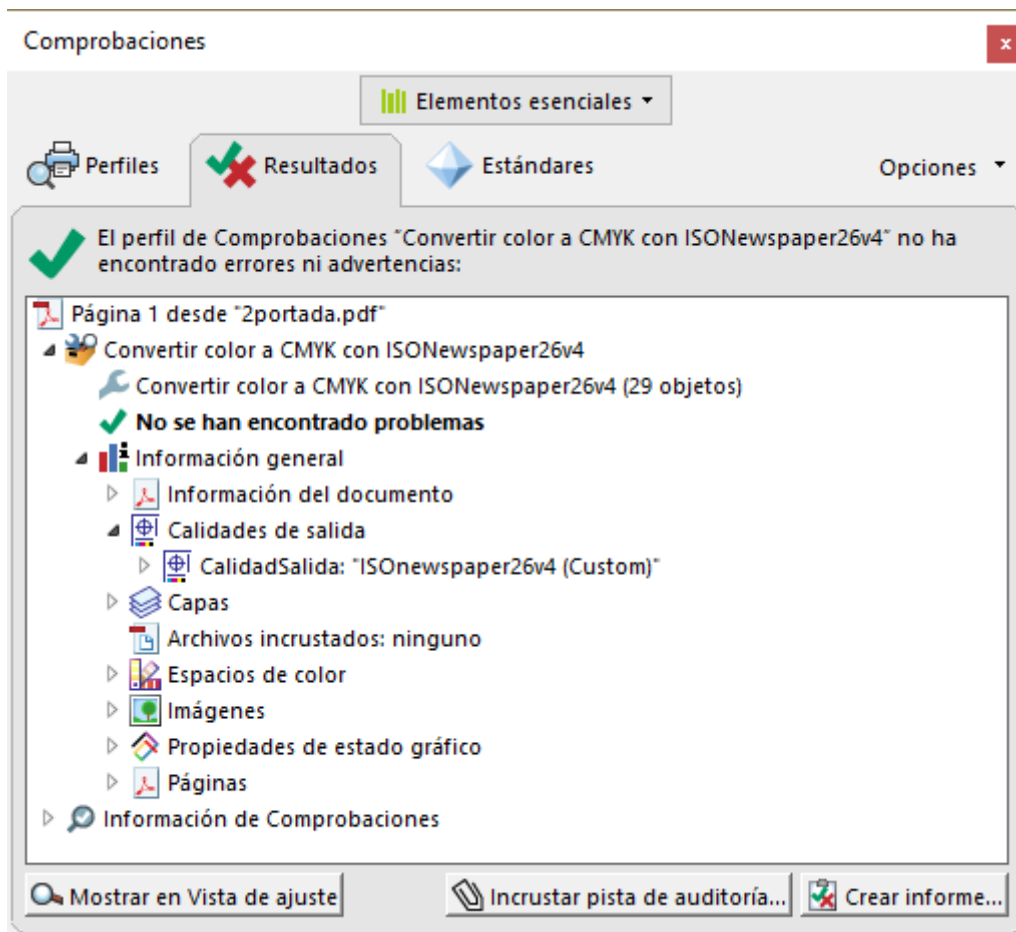 Comprobaciones
x
Elementos esenciales
Perfiles
Resultados
Estándares
Opciones
El perfil de Comprobaciones "Convertir color a CMYK con ISONewspaper26v4" no ha
encontrado errores ni advertencias:
Página 1 desde "2portada.pdf"
Convertir color a CMYK con ISONewspaper26v4
Convertir color a CMYK con ISONewspaper26v4 (29 objetos)
No se han encontrado problemas
Información general
Información del documento
Calidades de salida
CalidadSalida: "ISOnewspaper26v4 (Custom)"
Capas
Archivos incrustados: ninguno
Espacios de color
Imágenes
Propiedades de estado gráfico
Páginas
Información de Comprobaciones
Mostrar en Vista de ajuste
Incrustar pista de auditoría...
Crear informe...